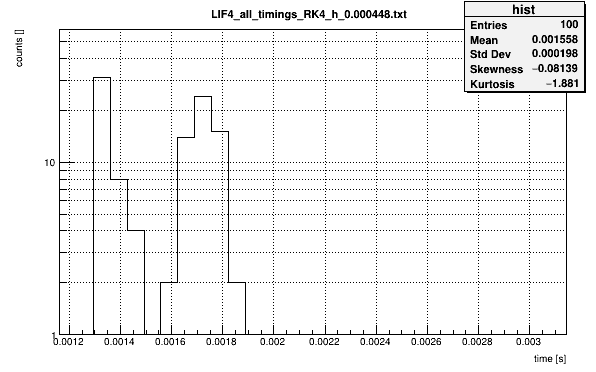 LIF4_all_timings_RK4_h_0.000448.txt
hist
Entries 100
Mean 0.001558
Std Dev 0.000198
Skewness −0.08139
Kurtosis −1.881
counts []
10
1
0.0012 0.0014 0.0016 0.0018 0.002 0.0022 0.0024 0.0026 0.0028 0.003
time [s]